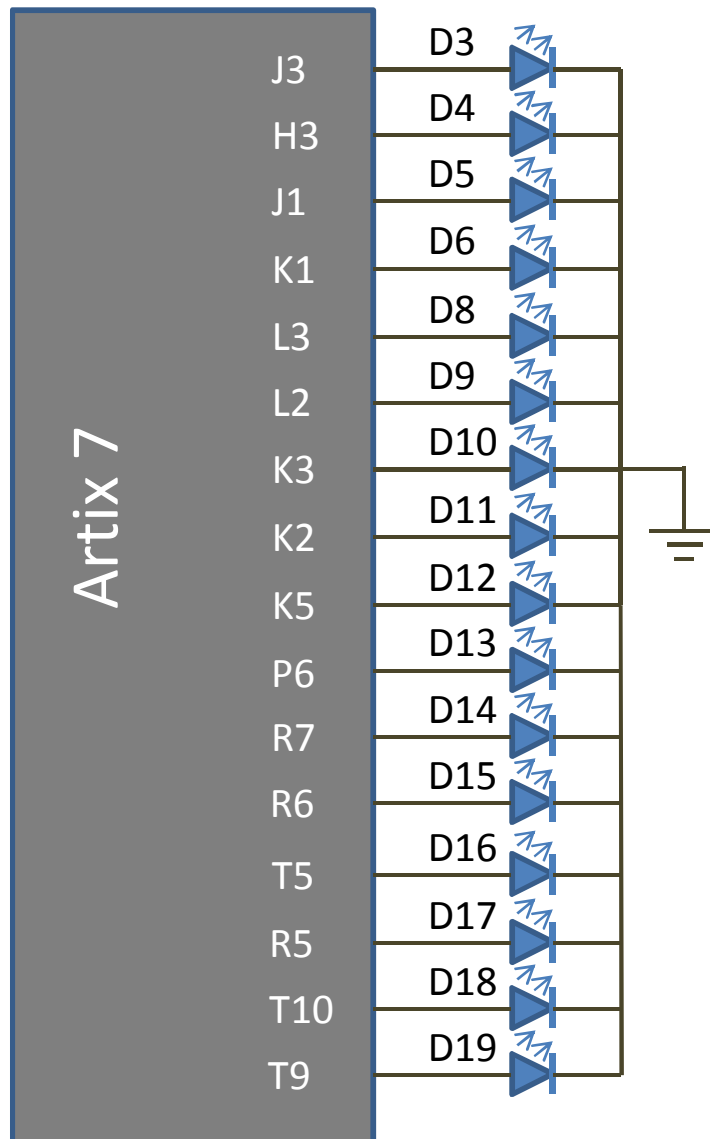 Artix 7
J3 D3
H3 D4
J1 D5
K1 D6
L3 D8
L2 D9
K3 D10
K2 D11
K5 D12
P6 D13
R7 D14
R6 D15
T5 D16
R5 D17
T10 D18
T9 D19